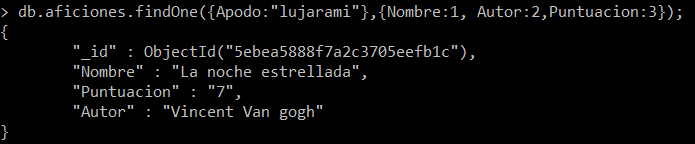 > db.aficiones.findOne({Apodo:"lujarami"},{Nombre:1, Autor:2,Puntuacion:3});
{
"_id" : ObjectId("5ebea5888f7a2c3705eefb1c"),
"Nombre" : "La noche estrellada",
"Puntuacion" : "7",
"Autor" : "Vincent Van gogh"
}